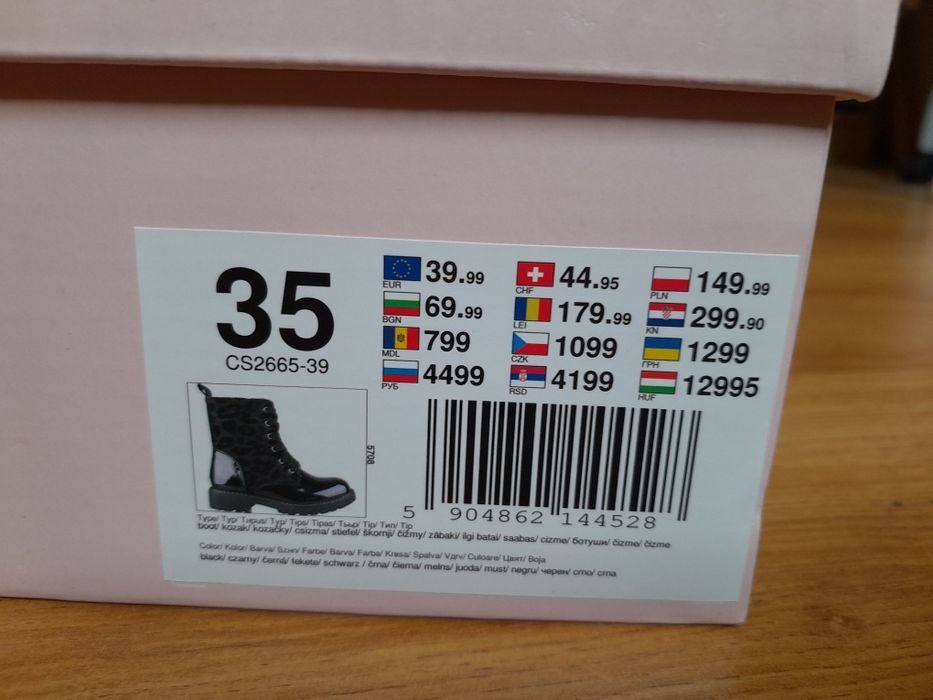 35
CS2665-39
EUR 39.99
CHF 44.95
PLN 149.99
BGN 69.99
LEI 179.99
KN 299.90
MDL 799
CZK 1099
ГРН 1299
РУБ 4499
RSD 4199
HUF 12995
5708
5 904862 144528
Type/ Typ/ Типus/ Typ/ Tips/ Tipas/ Тъыр/ Tip/ Тип/ Tip
boot/ kozak/ kozačky/ csizma/ stiefel/ škornji/ čižmy/ zābaki/ ilgi batai/ saabas/ cizme/ ботуши/ čizme/ čizme
Color/ Kolor/ Barva/ Szín/ Farbe/ Barva/ Farba/ Krāsa/ Spalva/ Värv/ Culoare/ Цвят/ Boja
black/ czarny/ černá/ fekete/ schwarz / črna/ čierna/ melns/ juoda/ must/ negru/ черен/ crno/ crna